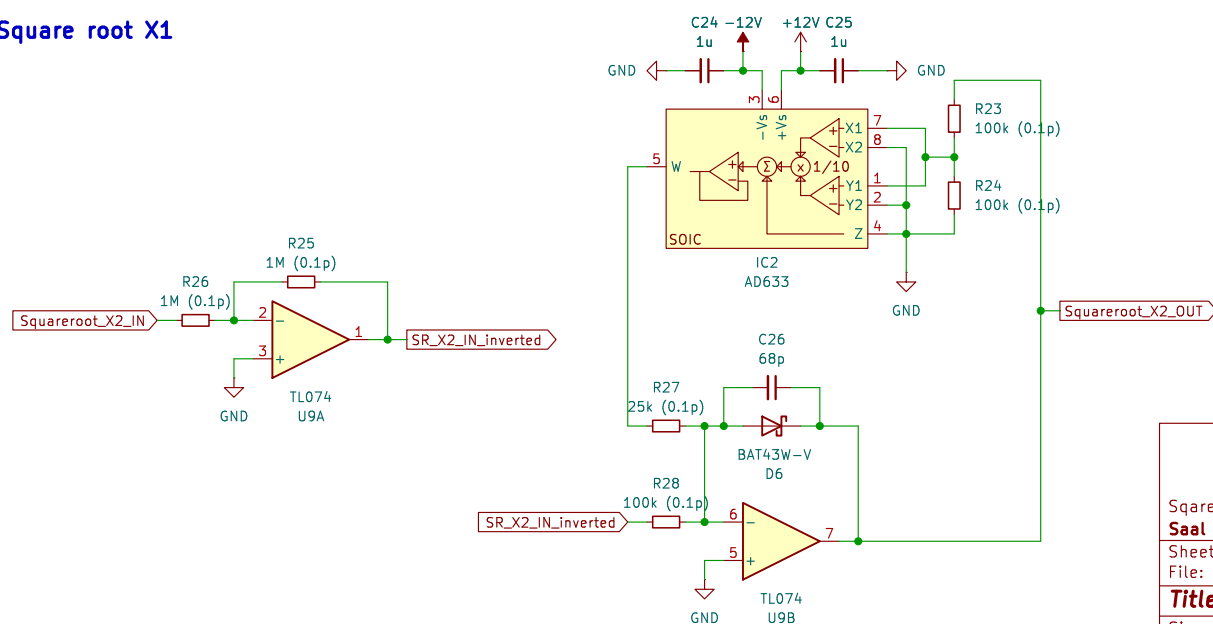 Square root X1
C24
1u
-12V
+12V
C25
1u
GND
GND
3
6
-Vs
+Vs
X1
7
X2
8
Y1
1
Y2
2
Z
4
5
W
1/10
Σ
x
+
−
+
−
+
−
SOIC
IC2
AD633
R23
100k (0.1p)
R24
100k (0.1p)
GND
Squareroot_X2_OUT
R25
1M (0.1p)
R26
1M (0.1p)
Squareroot_X2_IN
2
−
3
+
1
SR_X2_IN_inverted
TL074
U9A
GND
C26
68p
R27
25k (0.1p)
BAT43W-V
D6
R28
100k (0.1p)
SR_X2_IN_inverted
6
−
5
+
7
TL074
U9B
GND
Sqare
Saal
Sheet
File:
Title